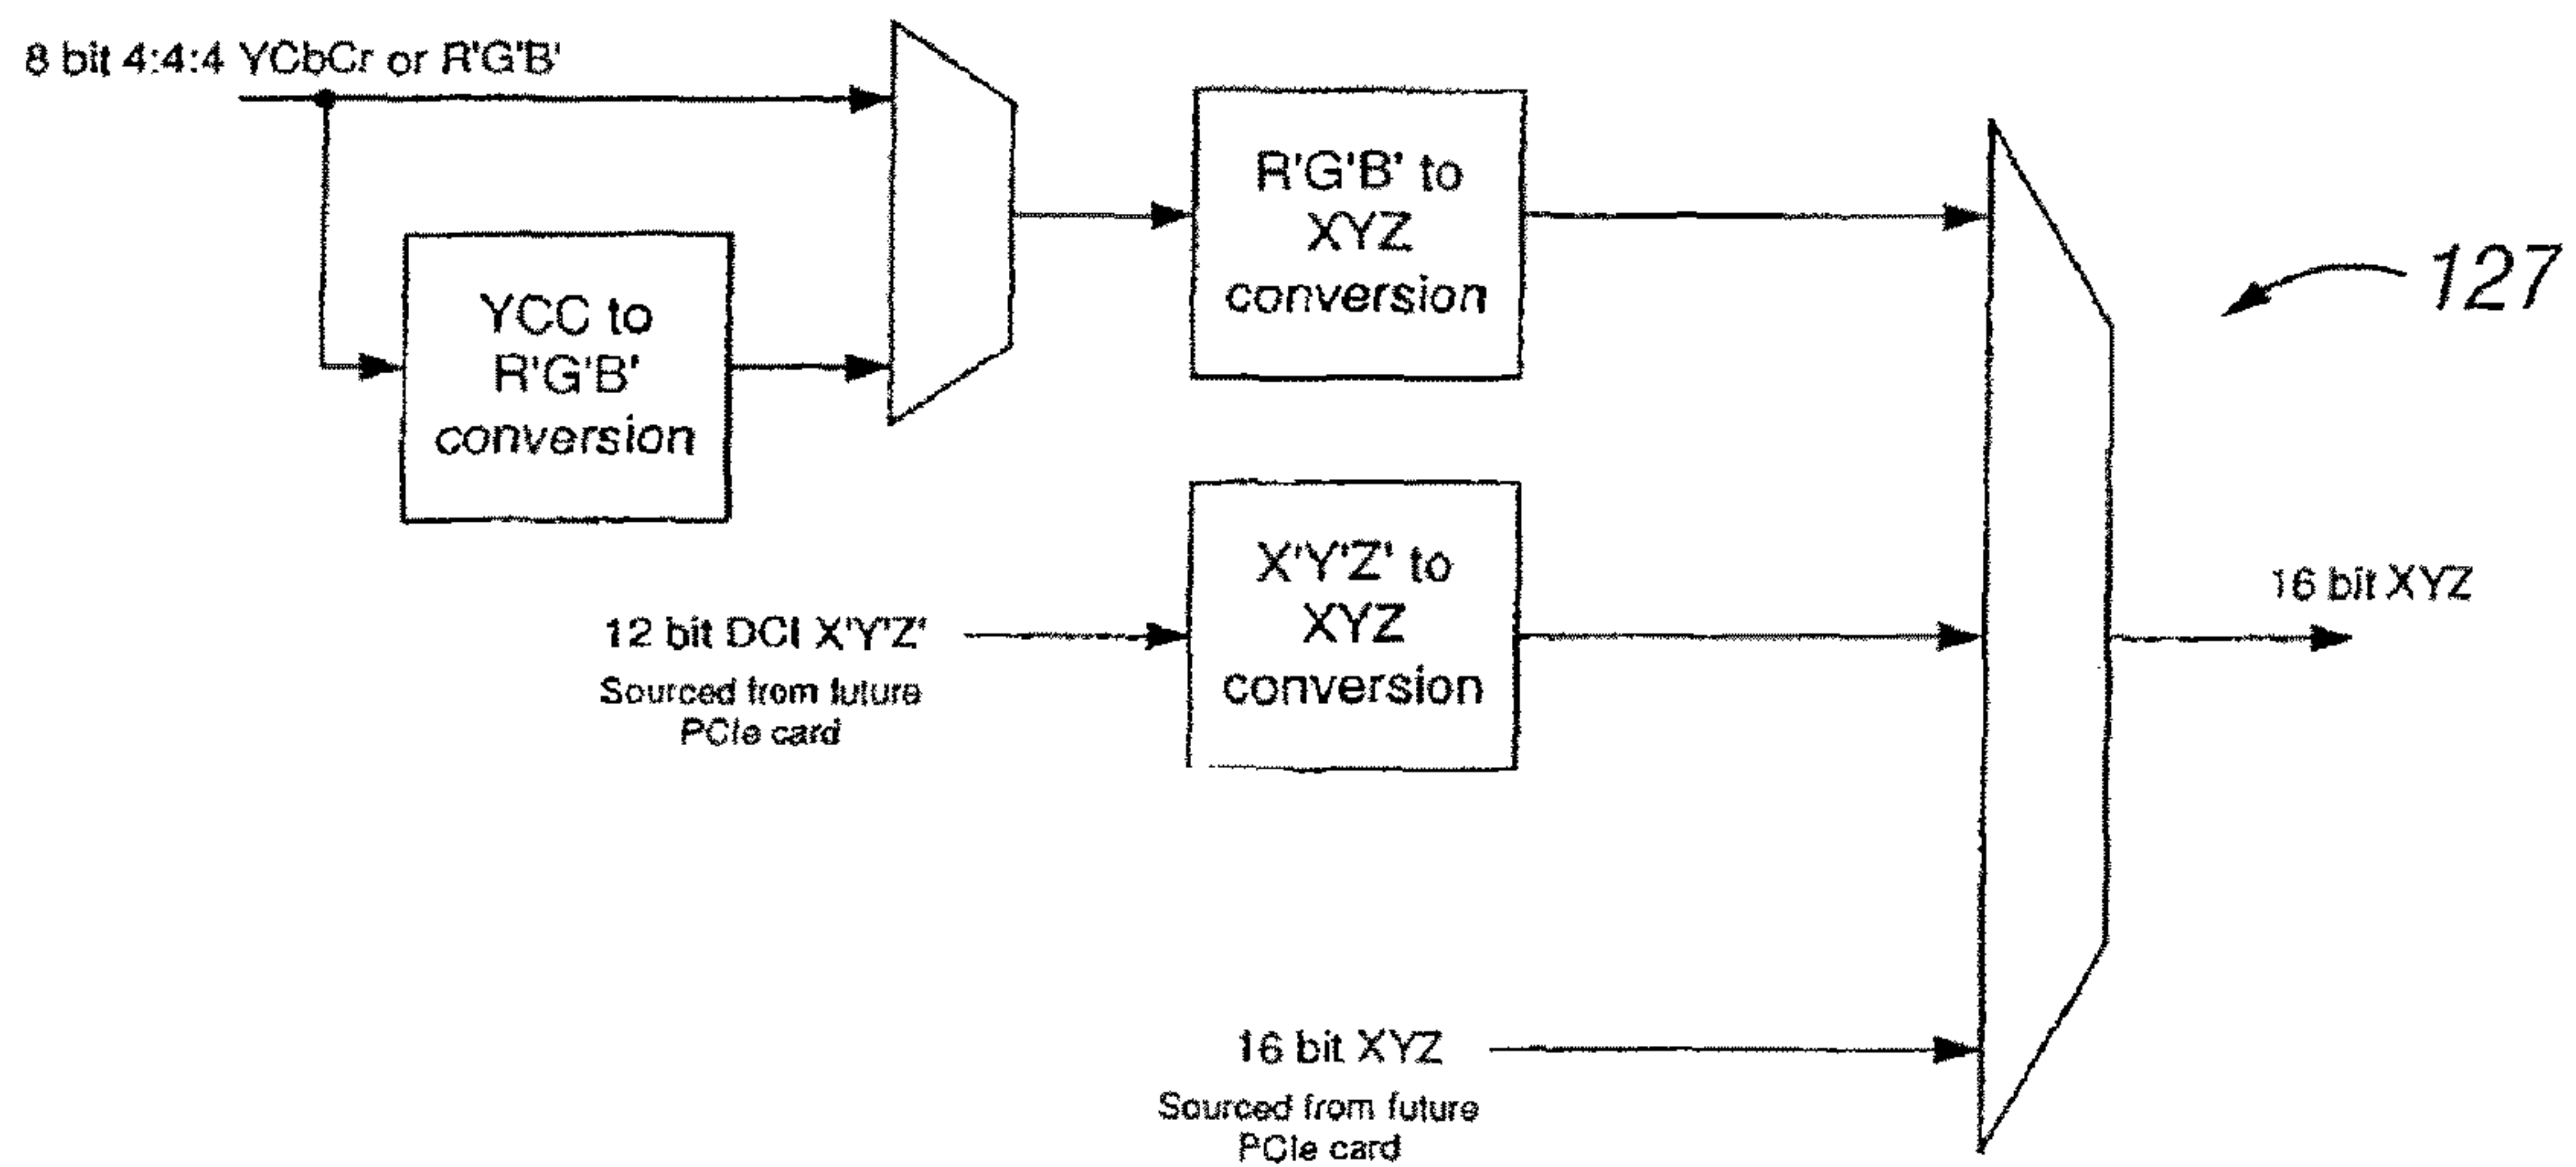 8 bit 4:4:4 YCbCr or R'G'B'
R'G'B' to
XYZ
conversion
127
YCC to
R'G'B'
conversion
X'Y'Z' to
XYZ
conversion
16 bit XYZ
12 bit DCI X'Y'Z'
Sourced from future
PCIe card
16 bit XYZ
Sourced from future
PCIe card